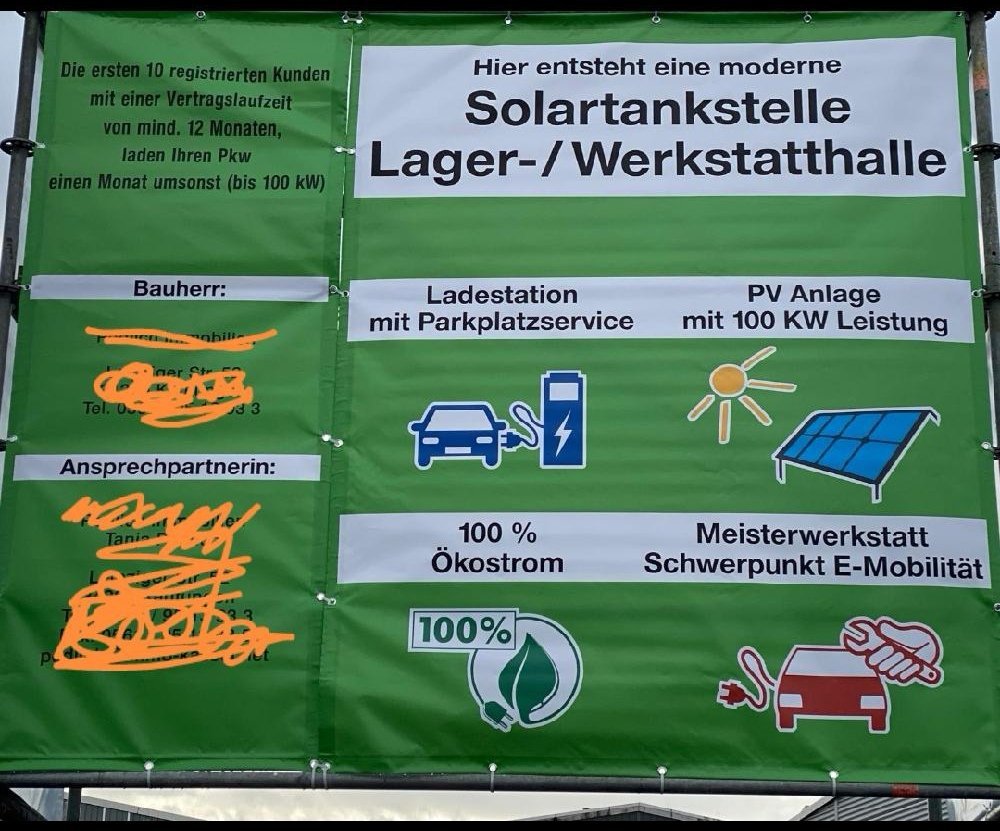 Die ersten 10 registrierten Kunden
mit einer Vertragslaufzeit
von mind. 12 Monaten,
laden Ihren Pkw
einen Monat umsonst (bis 100 kW)
Bauherr:
Tel.
Ansprechpartnerin:
Hier entsteht eine moderne
Solartankstelle
Lager-/Werkstatthalle
Ladestation
mit Parkplatzservice
PV Anlage
mit 100 KW Leistung
100 %
Ökostrom
Meisterwerkstatt
Schwerpunkt E-Mobilität
100%